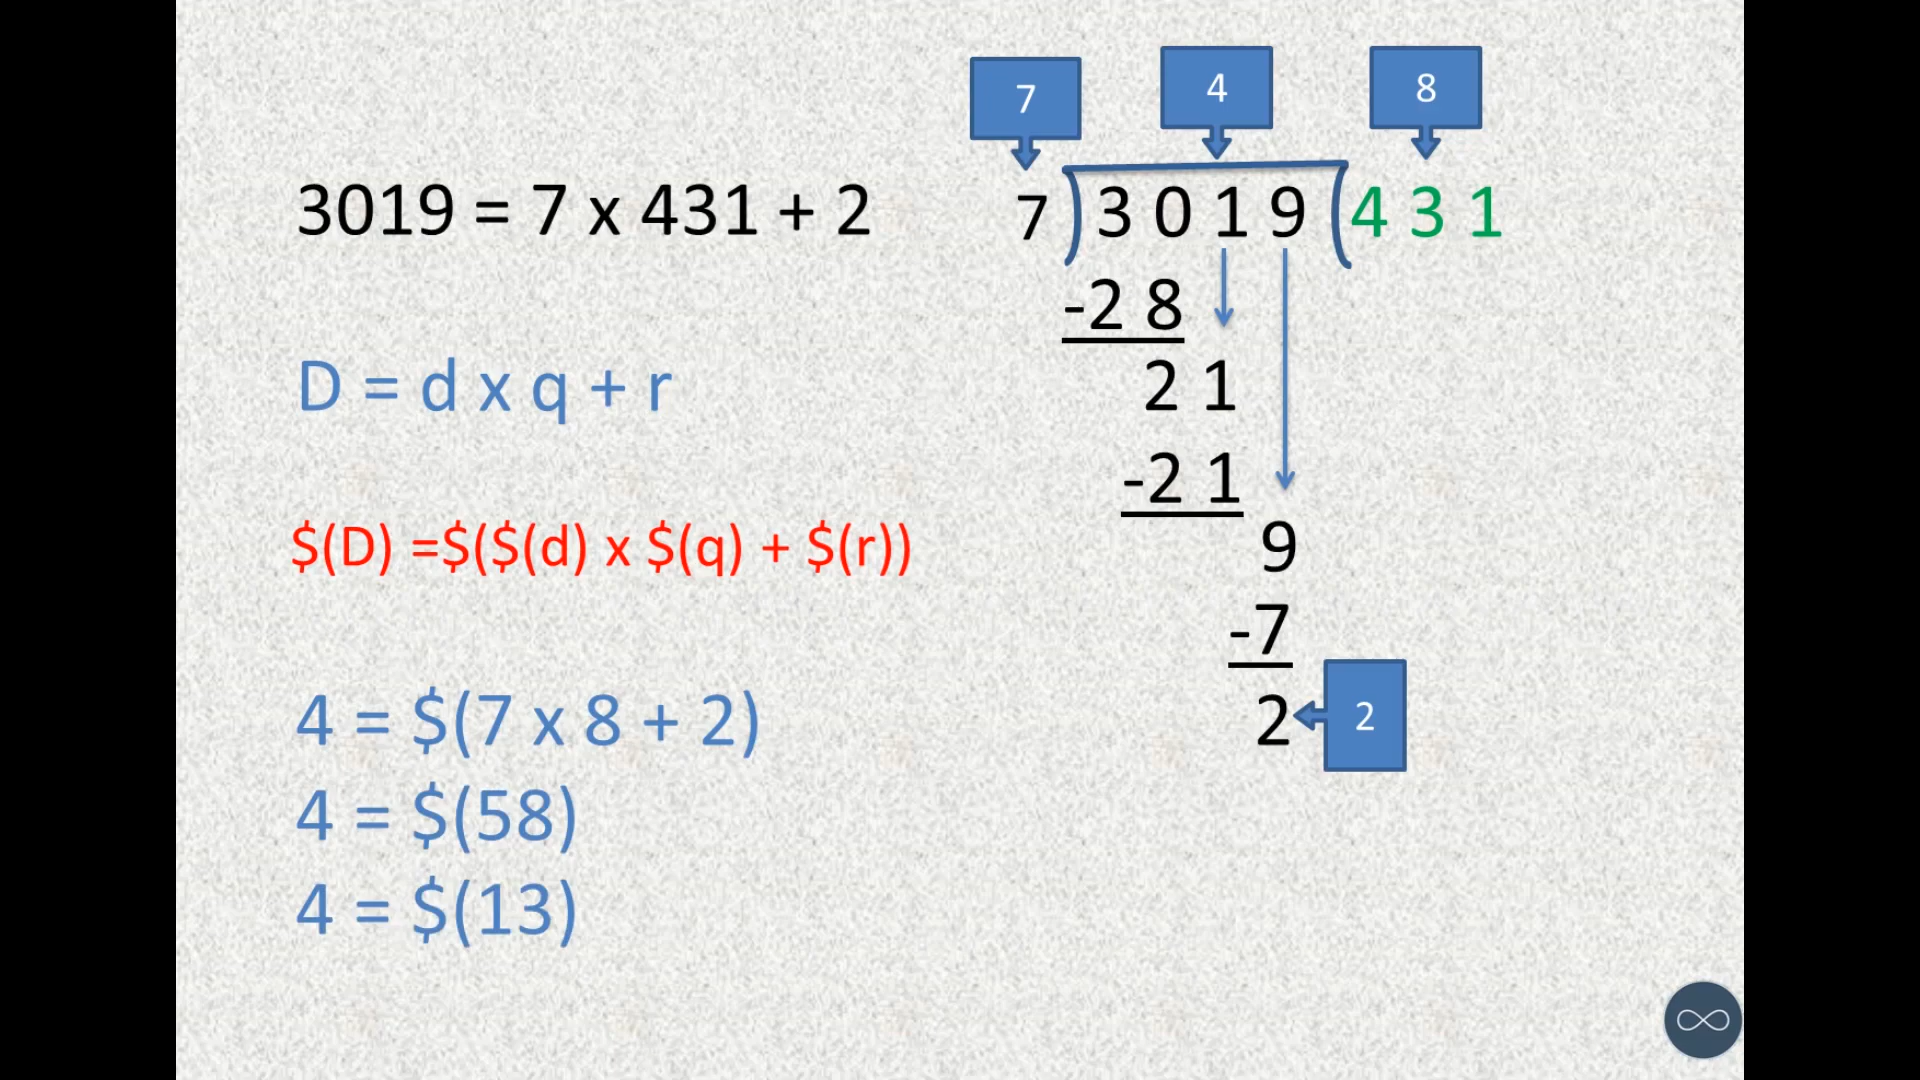 3019 = 7 x 431 + 2
D = d x q + r
$(D) =$($(d) x $(q) + $(r))
4 = $(7 x 8 + 2)
4 = $(58)
4 = $(13)
7 4 8
7 ) 3 0 1 9 ( 4 3 1
-2 8
2 1
-2 1
9
-7
2 2